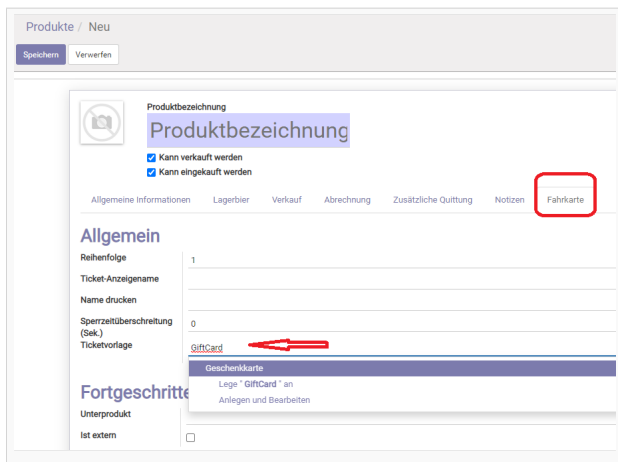 Produkte / Neu
Speichern Verwerfen
Produktbezeichnung
Produktbezeichnung
Kann verkauft werden
Kann eingekauft werden
Allgemeine Informationen Lagerbier Verkauf Abrechnung Zusätzliche Quittung Notizen Fahrkarte
Allgemein
Reihenfolge 1
Ticket-Anzeigename
Name drucken
Sperrzeitüberschreitung (Sek.) 0
Ticketvorlage GiftCard
Geschenkkarte
Lege " GiftCard " an
Anlegen und Bearbeiten
Fortgeschritte
Unterprodukt
Ist extern